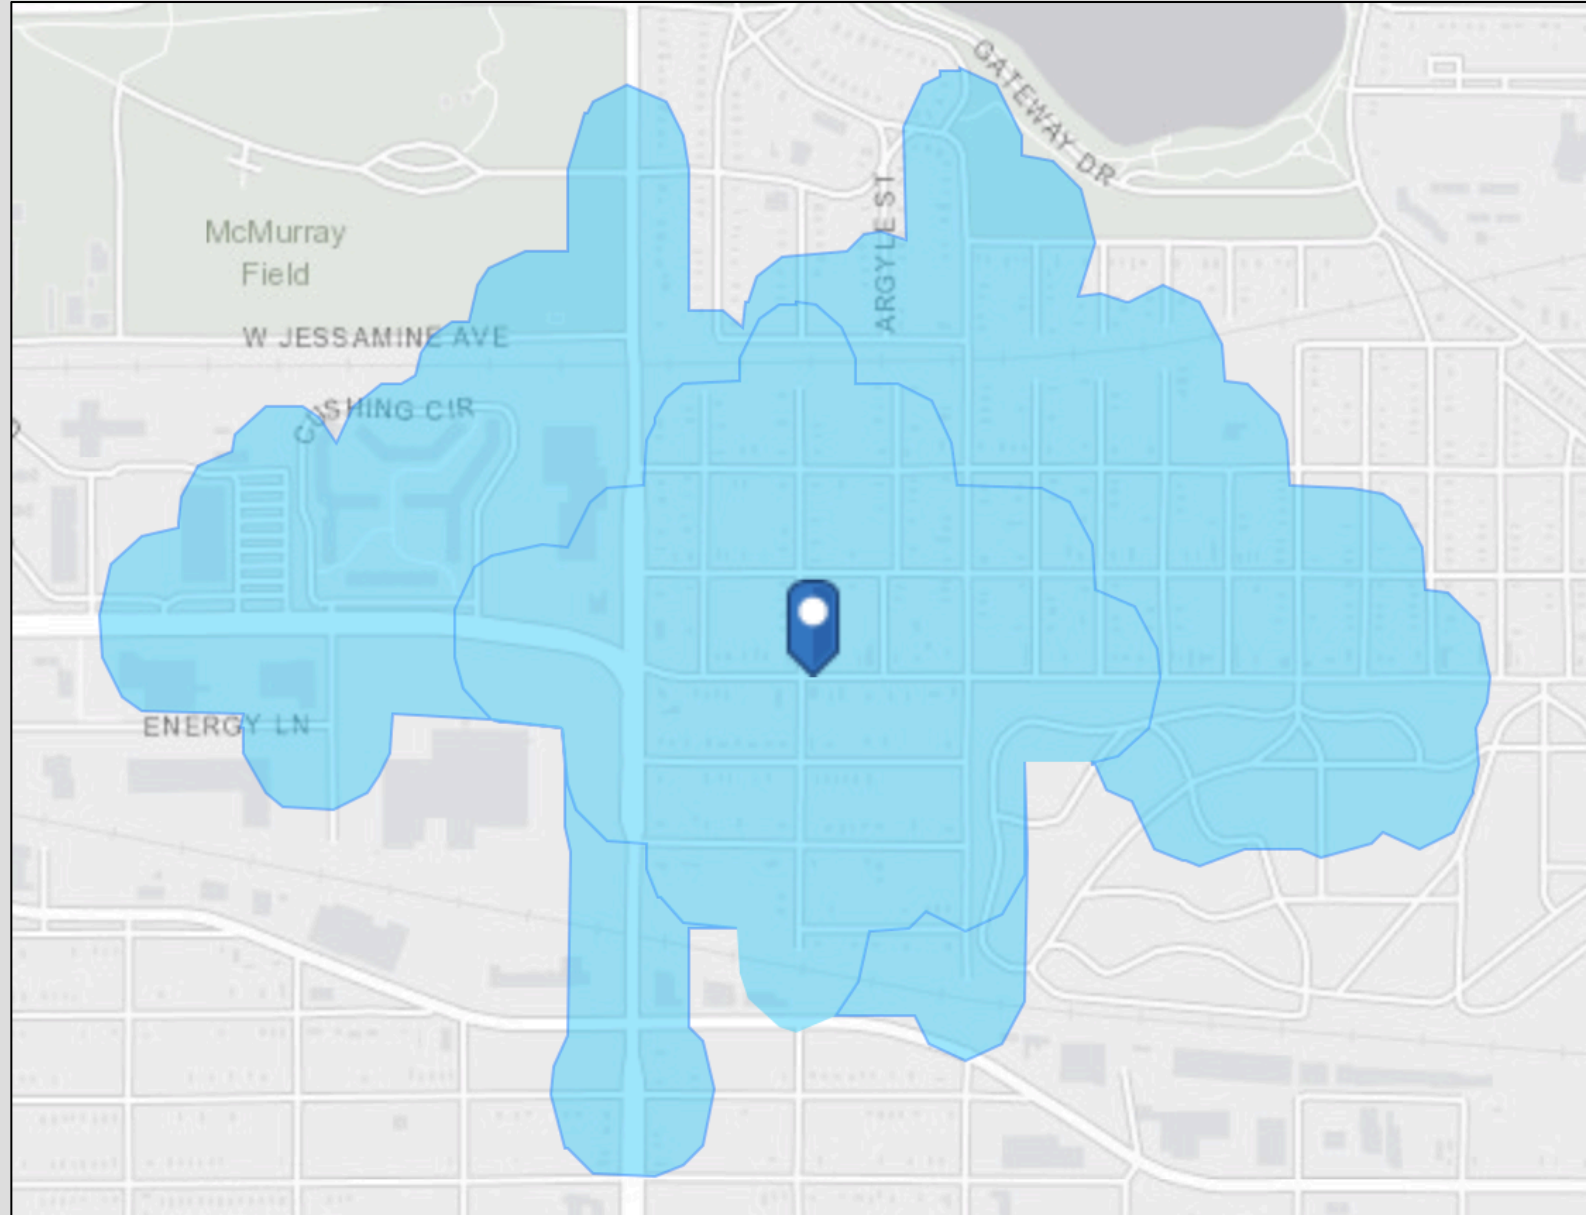 GATEWAY DR
ARGYLE ST
McMurray
Field
W JESSAMINE AVE
CUSHING CIR
ENERGY LN